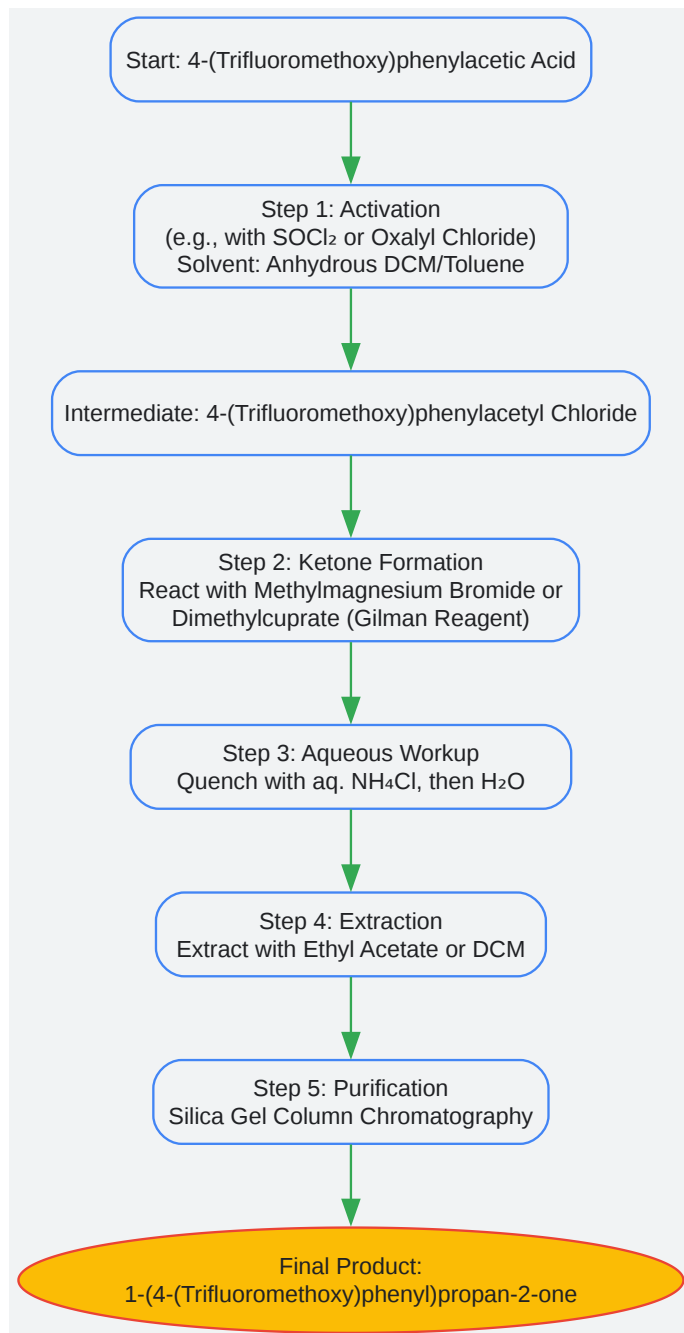 Start: 4-(Trifluoromethoxy)phenylacetic Acid
Step 1: Activation
(e.g., with SOCl₂ or Oxalyl Chloride)
Solvent: Anhydrous DCM/Toluene
Intermediate: 4-(Trifluoromethoxy)phenylacetyl Chloride
Step 2: Ketone Formation
React with Methylmagnesium Bromide or
Dimethylcuprate (Gilman Reagent)
Step 3: Aqueous Workup
Quench with aq. NH₄Cl, then H₂O
Step 4: Extraction
Extract with Ethyl Acetate or DCM
Step 5: Purification
Silica Gel Column Chromatography
Final Product:
1-(4-(Trifluoromethoxy)phenyl)propan-2-one